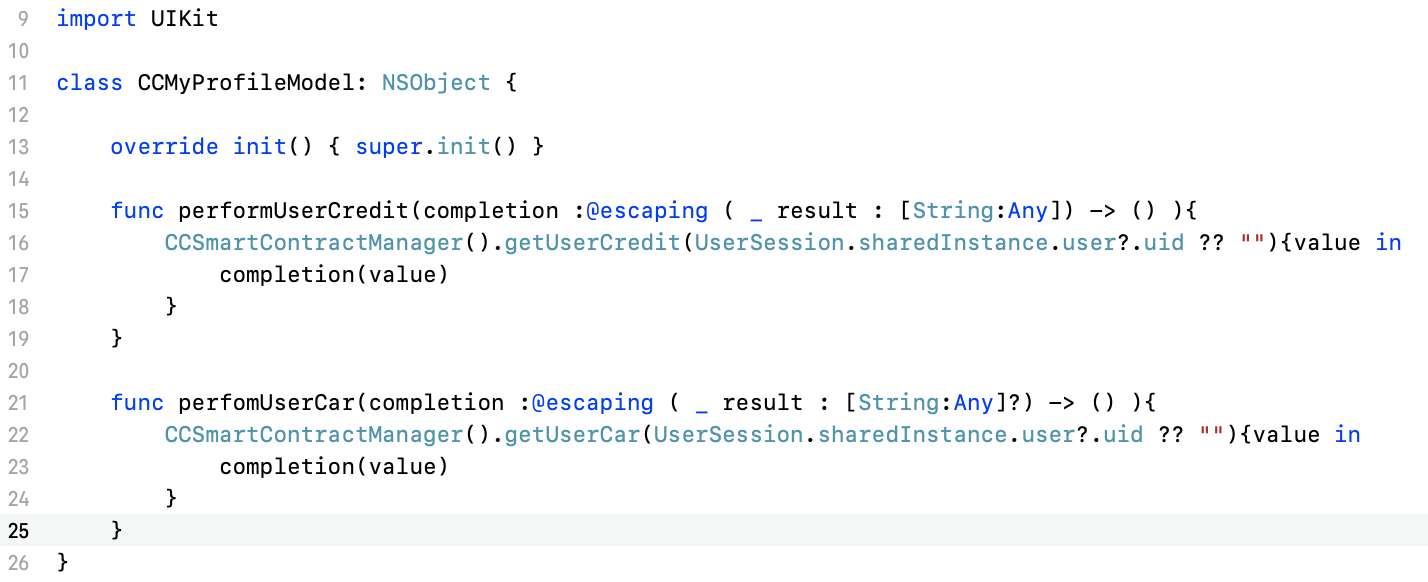 9 import UIKit
10
11 class CCMyProfileModel: NSObject {
12
13     override init() { super.init() }
14
15     func performUserCredit(completion :@escaping ( _ result : [String:Any]) -> () ){
16         CCSmartContractManager().getUserCredit(UserSession.sharedInstance.user?.uid ?? ""){value in
17             completion(value)
18         }
19     }
20
21     func perfomUserCar(completion :@escaping ( _ result : [String:Any]?) -> () ){
22         CCSmartContractManager().getUserCar(UserSession.sharedInstance.user?.uid ?? ""){value in
23             completion(value)
24         }
25     }
26 }